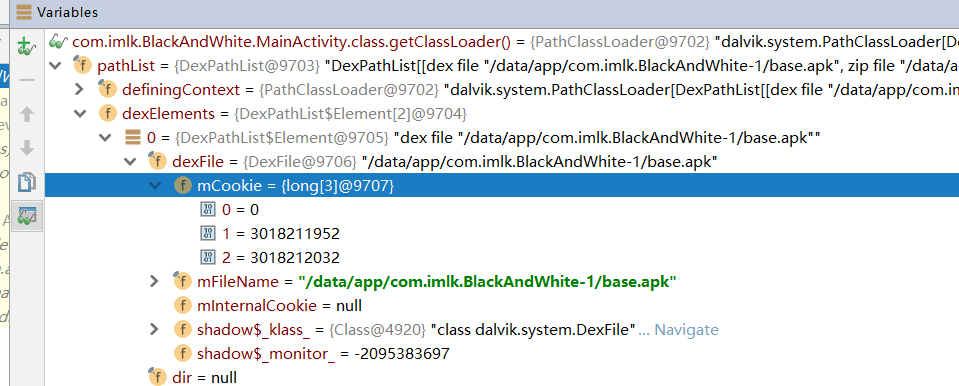 Variables
com.imlk.BlackAndWhite.MainActivity.class.getClassLoader() = {PathClassLoader@9702} "dalvik.system.PathClassLoader[De
pathList = {DexPathList@9703} "DexPathList[[dex file "/data/app/com.imlk.BlackAndWhite-1/base.apk", zip file "/data/a
definingContext = {PathClassLoader@9702} "dalvik.system.PathClassLoader[DexPathList[[dex file "/data/app/com.im
dexElements = {DexPathList$Element[2]@9704}
0 = {DexPathList$Element@9705} "dex file "/data/app/com.imlk.BlackAndWhite-1/base.apk""
dexFile = {DexFile@9706} "/data/app/com.imlk.BlackAndWhite-1/base.apk"
mCookie = {long[3]@9707}
0 = 0
1 = 3018211952
2 = 3018212032
mFileName = "/data/app/com.imlk.BlackAndWhite-1/base.apk"
mInternalCookie = null
shadow$_klass_ = {Class@4920} "class dalvik.system.DexFile" ... Navigate
shadow$_monitor_ = -2095383697
dir = null